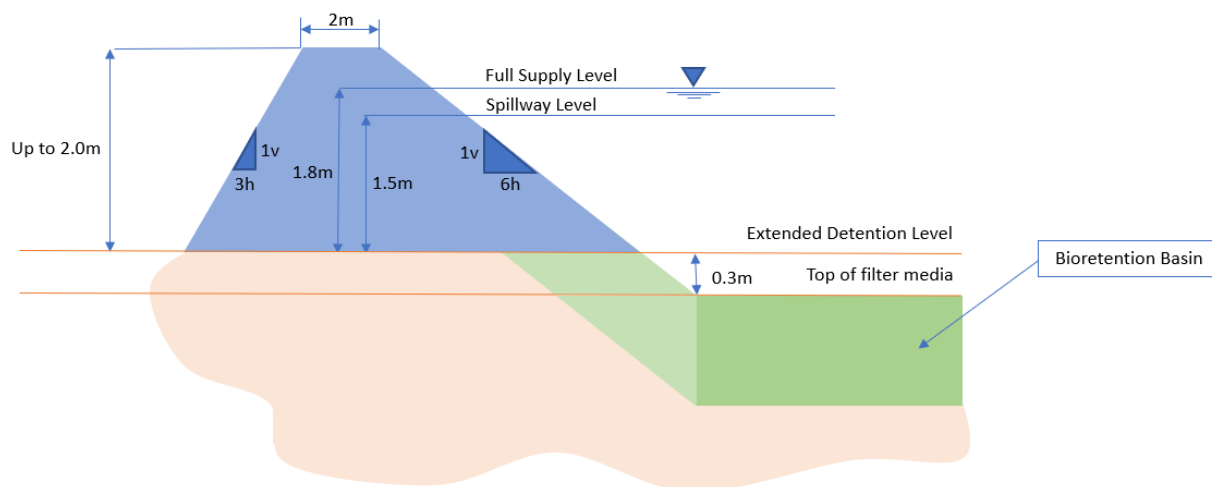 2m
Full Supply Level
Spillway Level
Up to 2.0m
1v
3h
1.8m
1.5m
1v
6h
Extended Detention Level
Bioretention Basin
0.3m
Top of filter media